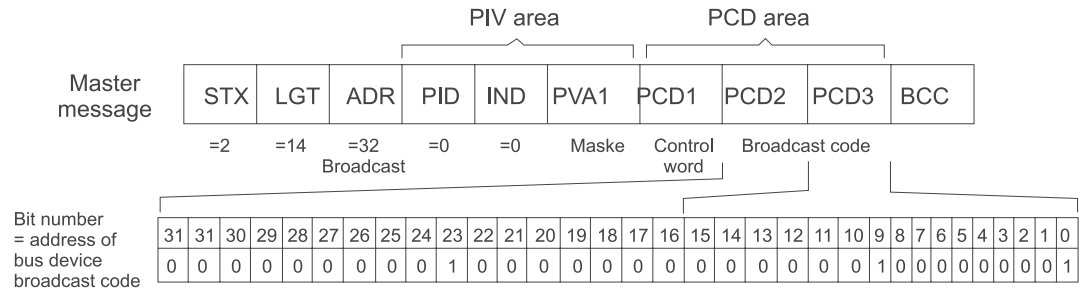 PIV area PCD area
Master message
STX LGT ADR PID IND PVA1 PCD1 PCD2 PCD3 BCC
=2 =14 =32 =0 =0 Maske Control Broadcast code
Broadcast word
Bit number
= address of
bus device
broadcast code
31 31 30 29 28 27 26 25 24 23 22 21 20 19 18 17 16 15 14 13 12 11 10 9 8 7 6 5 4 3 2 1 0
0 0 0 0 0 0 0 0 0 1 0 0 0 0 0 0 0 0 0 0 0 0 0 1 0 0 0 0 0 0 0 0 1